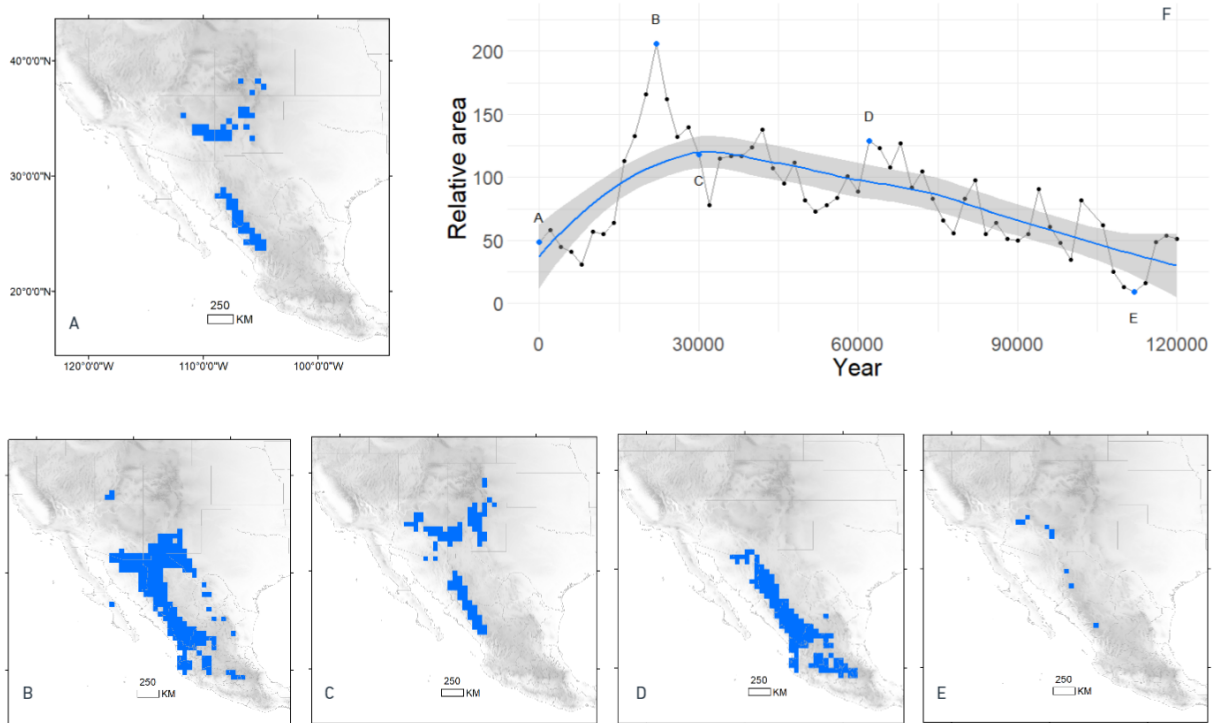 40°0'0"N
30°0'0"N
20°0'0"N
250
KM
A
120°0'0"W
110°0'0"W
100°0'0"W
F
Relative area
200
150
100
50
0
A
B
C
D
E
0
30000
60000
90000
120000
Year
250
KM
B
250
KM
C
250
KM
D
250
KM
E